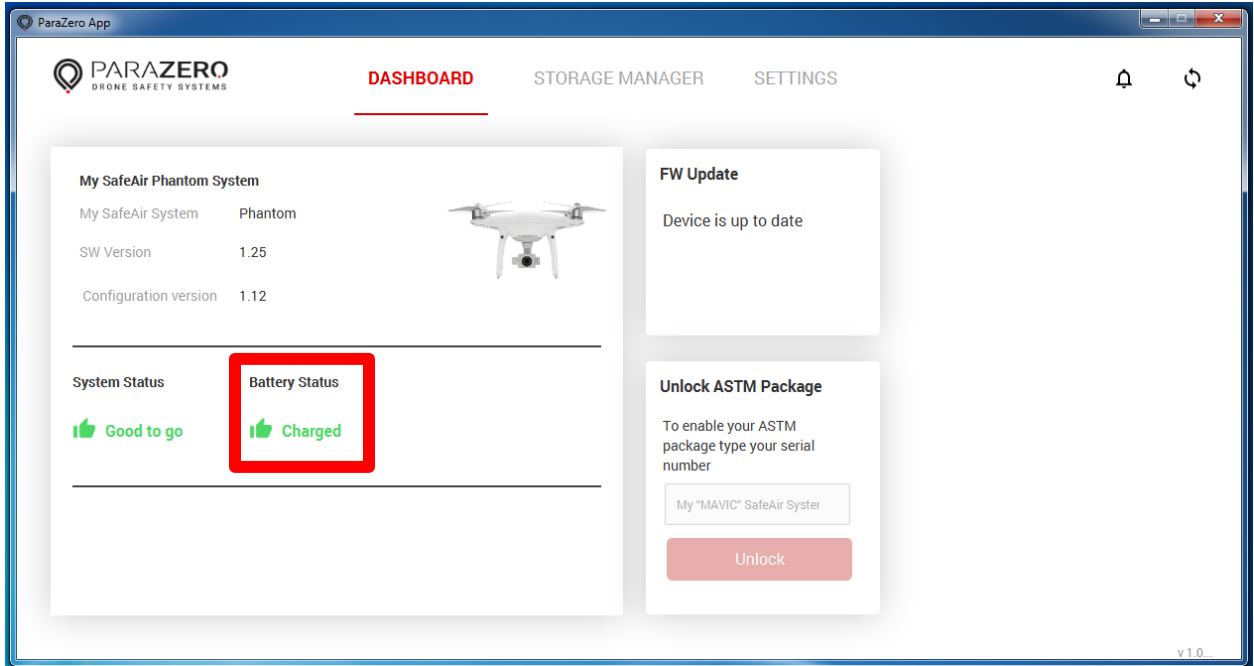 ParaZero App
PARAZERO
DRONE SAFETY SYSTEMS
DASHBOARD
STORAGE MANAGER
SETTINGS
My SafeAir Phantom System
My SafeAir System Phantom
SW Version 1.25
Configuration version 1.12
System Status
Good to go
Battery Status
Charged
FW Update
Device is up to date
Unlock ASTM Package
To enable your ASTM
package type your serial
number
My "MAVIC" SafeAir Syster
Unlock
v 1.0...